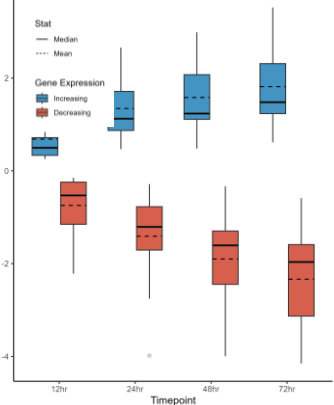 Stat
Median
Mean
Gene Expression
Increasing
Decreasing
2
0
-2
-4
12hr
24hr
48hr
72hr
Timepoint